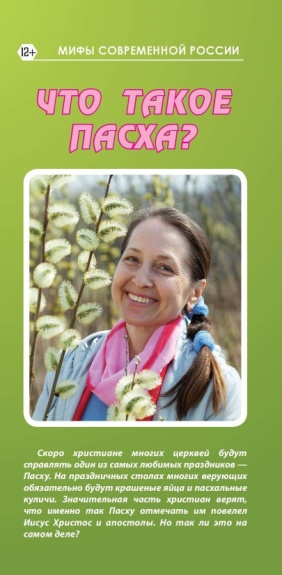 12+
МИФЫ СОВРЕМЕННОЙ РОССИИ
ЧТО ТАКОЕ
ПАСХА?
Скоро христиане многих церквей будут
справлять один из самых любимых праздников —
Пасху. На праздничных столах многих верующих
обязательно будут крашеные яйца и пасхальные
куличи. Значительная часть христиан верят,
что именно так Пасху отмечать им повелел
Иисус Христос и апостолы. Но так ли это на
самом деле?